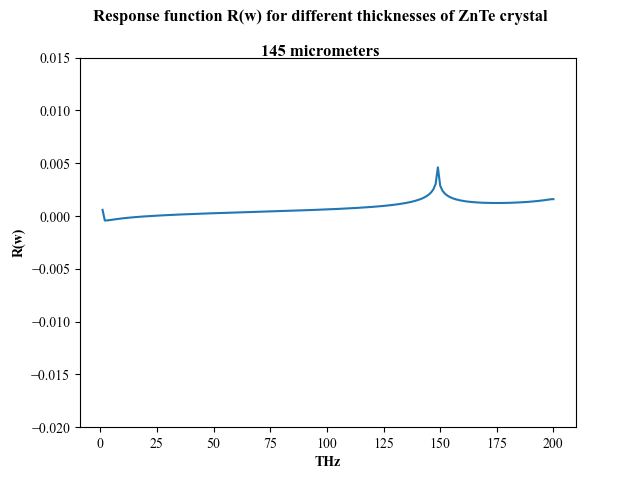 Response function R(w) for different thicknesses of ZnTe crystal
145 micrometers
0.015
0.010
0.005
0.000
−0.005
−0.010
−0.015
−0.020
R(w)
0 25 50 75 100 125 150 175 200
THz